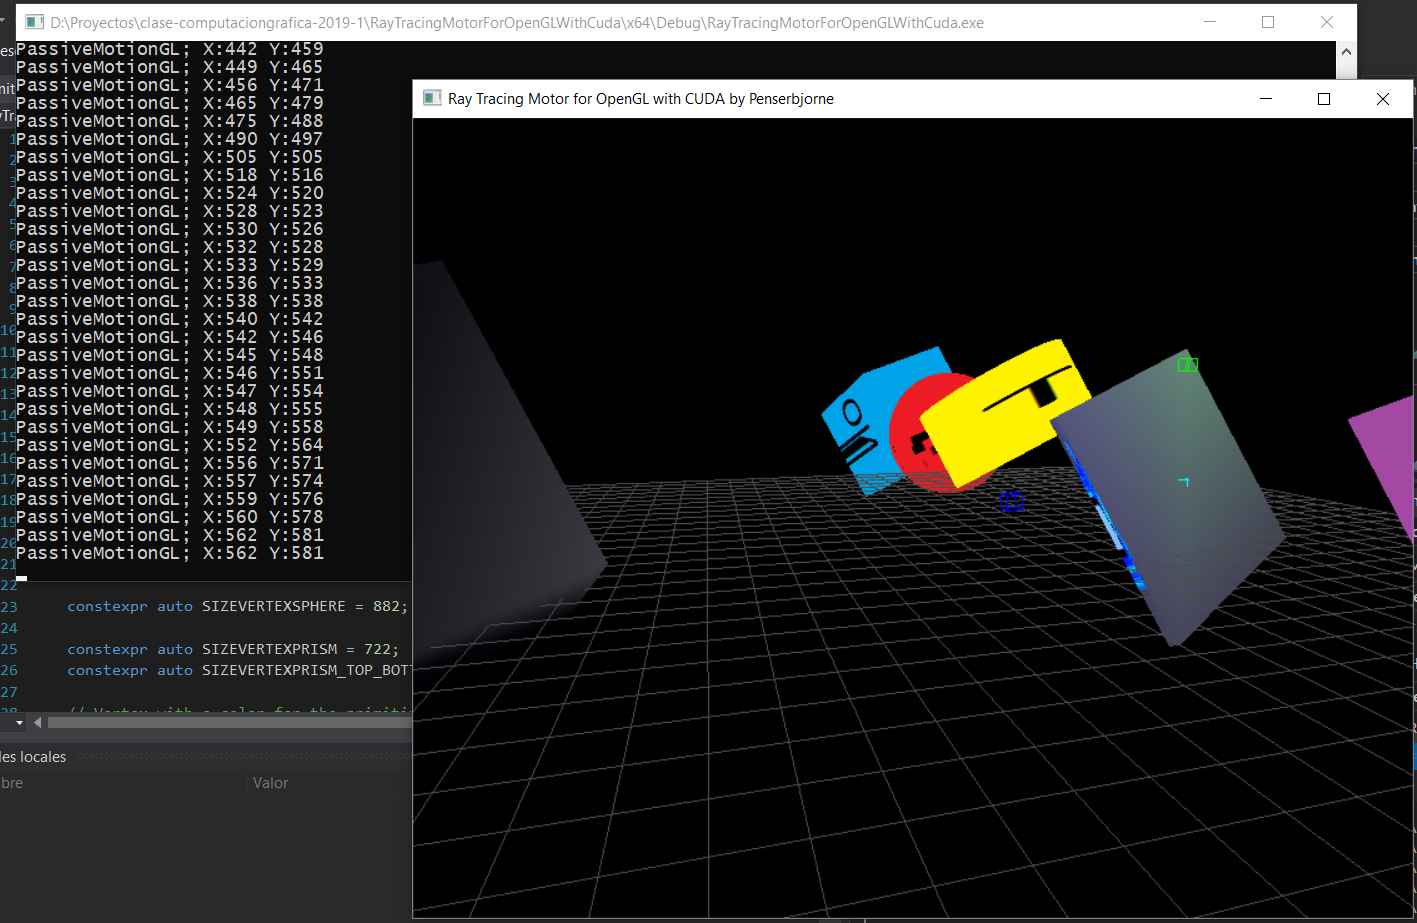 D:\Proyectos\clase-computaciongrafica-2019-1\RayTracingMotorForOpenGLWithCuda\x64\Debug\RayTracingMotorForOpenGLWithCuda.exe
PassiveMotionGL; X:442 Y:459
PassiveMotionGL; X:449 Y:465
PassiveMotionGL; X:456 Y:471
PassiveMotionGL; X:465 Y:479
PassiveMotionGL; X:475 Y:488
PassiveMotionGL; X:490 Y:497
PassiveMotionGL; X:505 Y:505
PassiveMotionGL; X:518 Y:516
PassiveMotionGL; X:524 Y:520
PassiveMotionGL; X:528 Y:523
PassiveMotionGL; X:530 Y:526
PassiveMotionGL; X:532 Y:528
PassiveMotionGL; X:533 Y:529
PassiveMotionGL; X:536 Y:533
PassiveMotionGL; X:538 Y:538
PassiveMotionGL; X:540 Y:542
PassiveMotionGL; X:542 Y:546
PassiveMotionGL; X:545 Y:548
PassiveMotionGL; X:546 Y:551
PassiveMotionGL; X:547 Y:554
PassiveMotionGL; X:548 Y:555
PassiveMotionGL; X:549 Y:558
PassiveMotionGL; X:552 Y:564
PassiveMotionGL; X:556 Y:571
PassiveMotionGL; X:557 Y:574
PassiveMotionGL; X:559 Y:576
PassiveMotionGL; X:560 Y:578
PassiveMotionGL; X:562 Y:581
PassiveMotionGL; X:562 Y:581
Ray Tracing Motor for OpenGL with CUDA by Penserbjorne
22
23 constexpr auto SIZEVERTEXSPHERE = 882;
24
25 constexpr auto SIZEVERTEXPRISM = 722;
26 constexpr auto SIZEVERTEXPRISM_TOP_BOT
27
les locales
bre Valor